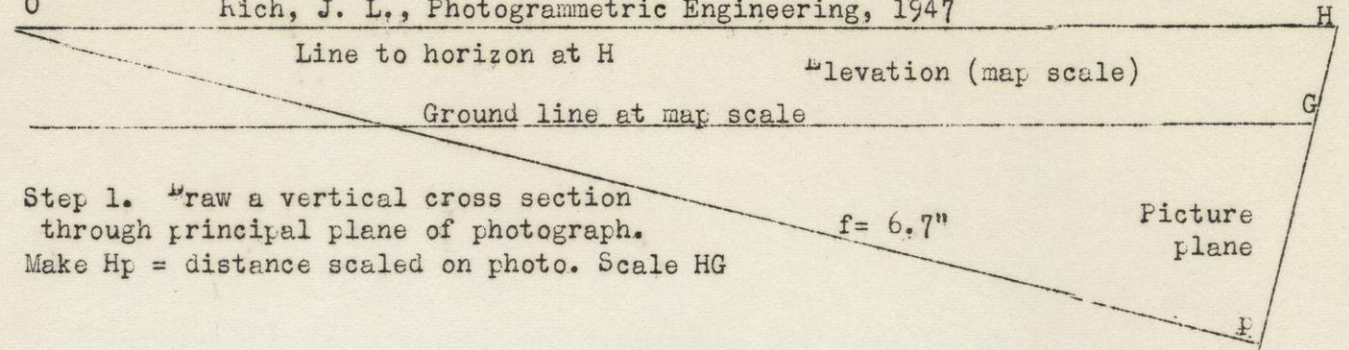 O Rich, J. L., Photogrammetric Engineering, 1947 H
Line to horizon at H
Elevation (map scale)
G
Ground line at map scale
Step 1. Draw a vertical cross section
through principal plane of photograph.
f= 6.7" Picture
plane
Make Hp = distance scaled on photo. Scale HG
p